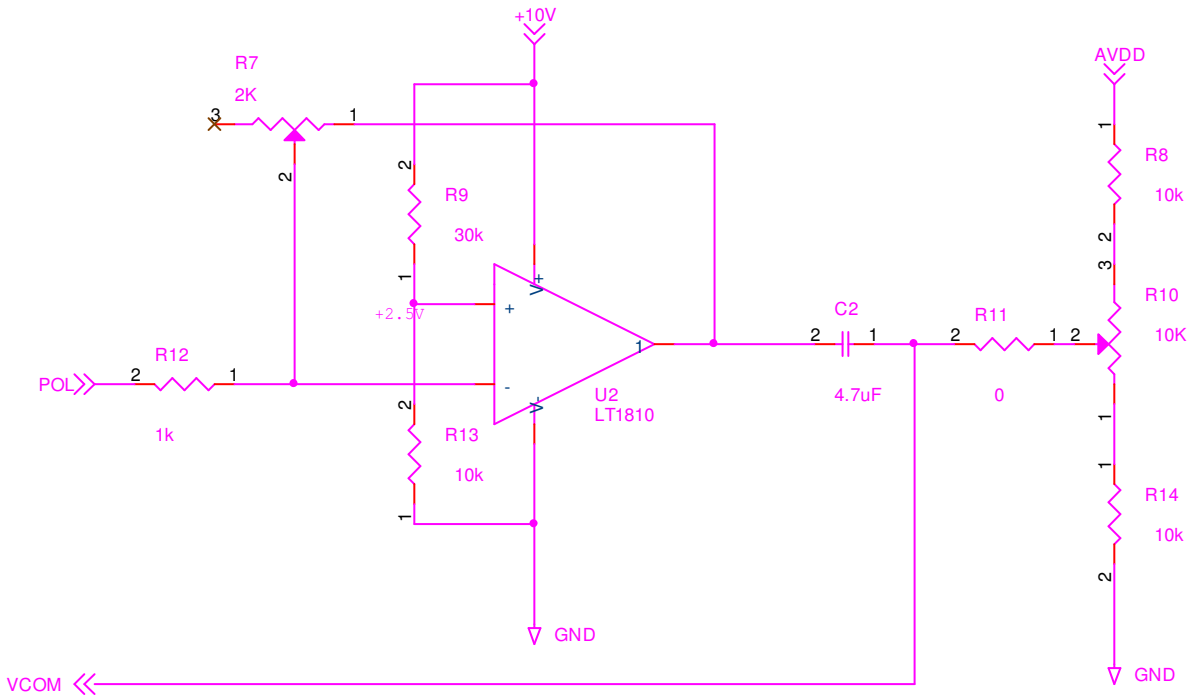 +10V
AVDD
R7
2K
3
1
2
2
R9
30k
1
+2.5V
+
V+
-
V-
1
U2
LT1810
R12
POL
2
1
1k
2
R13
10k
1
GND
C2
2
1
4.7uF
R11
2
1
0
1
R8
10k
2
3
R10
10K
2
1
1
R14
10k
2
GND
VCOM